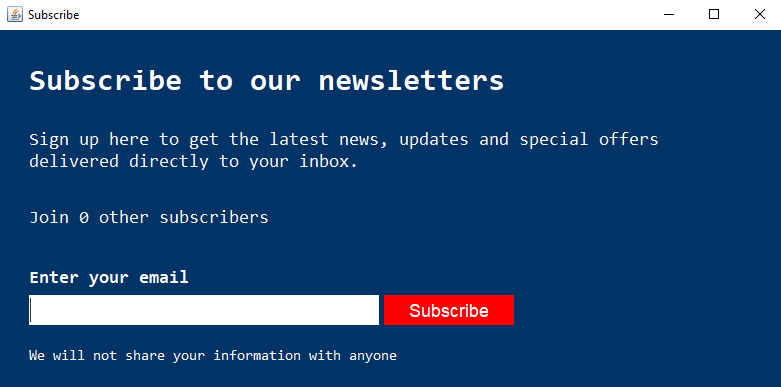 Subscribe
Subscribe to our newsletters
Sign up here to get the latest news, updates and special offers
delivered directly to your inbox.
Join 0 other subscribers
Enter your email
Subscribe
We will not share your information with anyone